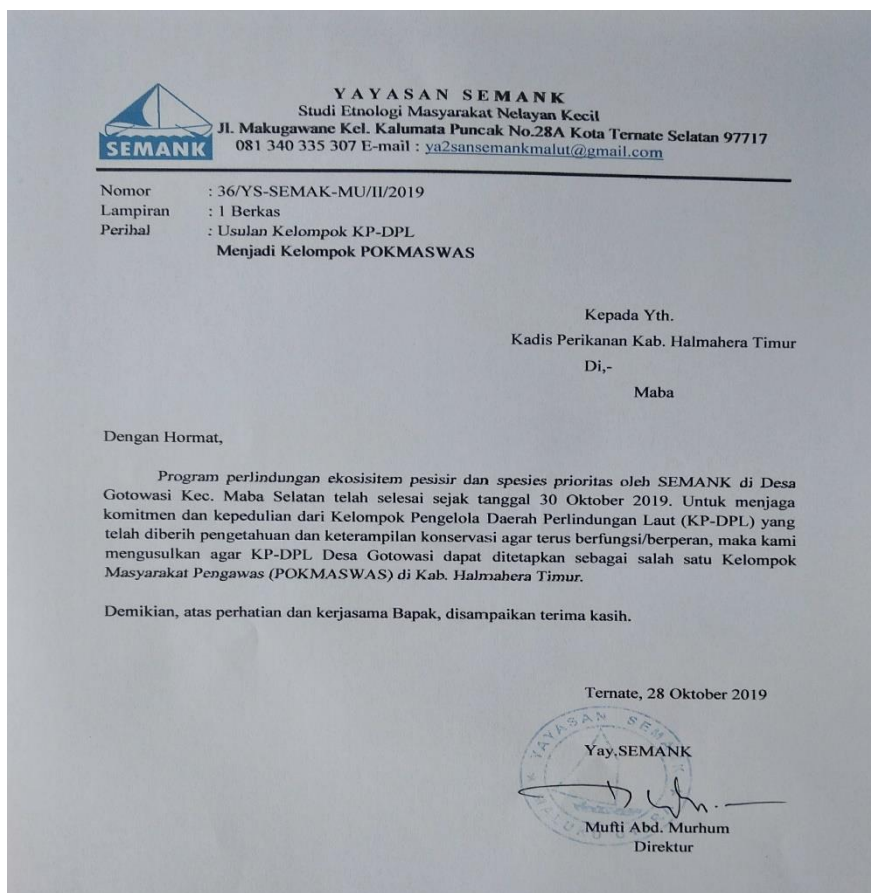 YAYASAN SEMANK
Studi Etnologi Masyarakat Nelayan Kecil
Jl. Makugawane Kel. Kalumata Puncak No.28A Kota Ternate Selatan 97717
081 340 335 307 E-mail : ya2sansemankmalut@gmail.com
SEMANK
Nomor : 36/YS-SEMAK-MU/II/2019
Lampiran : 1 Berkas
Perihal : Usulan Kelompok KP-DPL
Menjadi Kelompok POKMASWAS
Kepada Yth.
Kadis Perikanan Kab. Halmahera Timur
Di,-
Maba
Dengan Hormat,
Program perlindungan ekosisitem pesisir dan spesies prioritas oleh SEMANK di Desa
Gotowasi Kec. Maba Selatan telah selesai sejak tanggal 30 Oktober 2019. Untuk menjaga
komitmen dan kepedulian dari Kelompok Pengelola Daerah Perlindungan Laut (KP-DPL) yang
telah diberih pengetahuan dan keterampilan konservasi agar terus berfungsi/berperan, maka kami
mengusulkan agar KP-DPL Desa Gotowasi dapat ditetapkan sebagai salah satu Kelompok
Masyarakat Pengawas (POKMASWAS) di Kab. Halmahera Timur.
Demikian, atas perhatian dan kerjasama Bapak, disampaikan terima kasih.
Ternate, 28 Oktober 2019
YAYASAN SEMANK
Yay,SEMANK
Mufti Abd. Murhum
Direktur